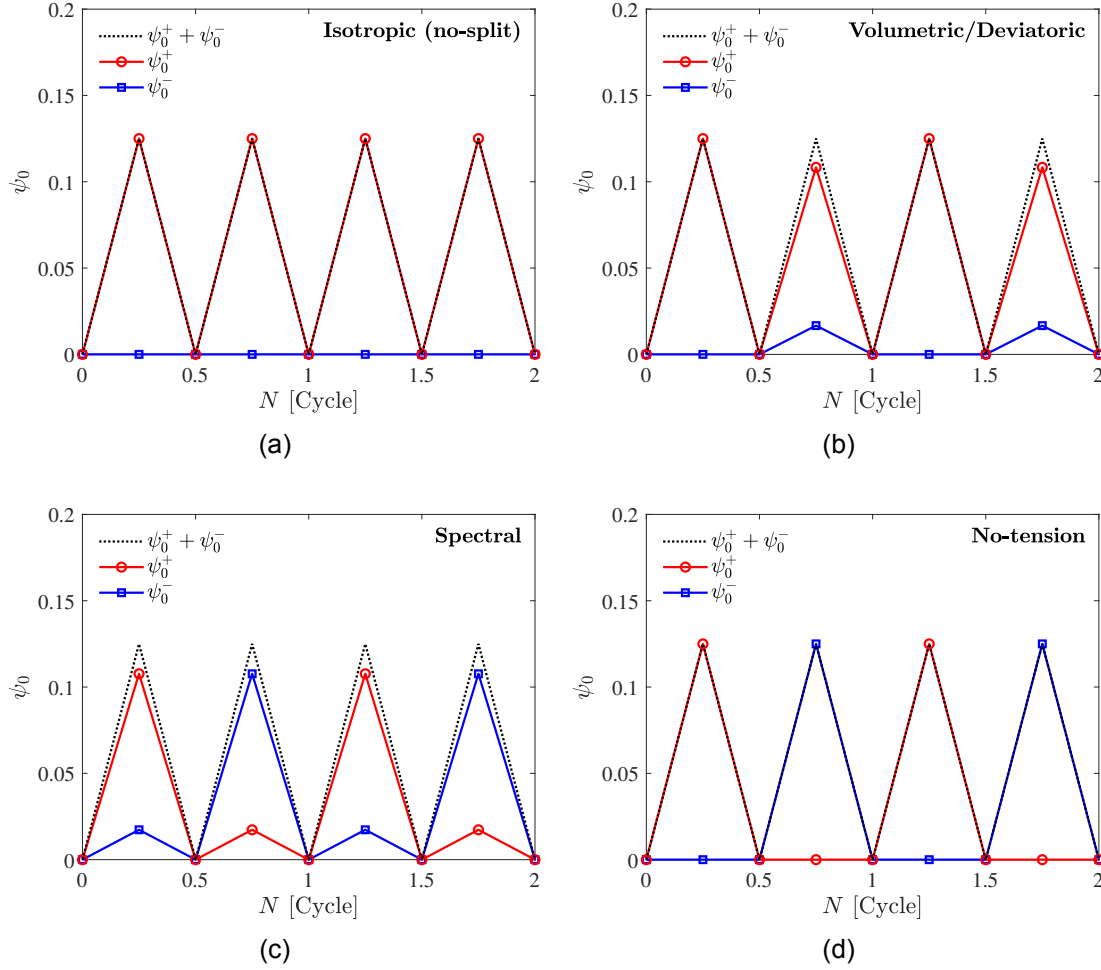 0.2
ψ₀⁺ + ψ₀⁻
Isotropic (no-split)
ψ₀⁺
ψ₀⁻
0.15
0.1
ψ₀
0.05
0
0 0.5 1 1.5 2
N [Cycle]
(a)
0.2
ψ₀⁺ + ψ₀⁻
Volumetric/Deviatoric
ψ₀⁺
ψ₀⁻
0.15
0.1
ψ₀
0.05
0
0 0.5 1 1.5 2
N [Cycle]
(b)
0.2
ψ₀⁺ + ψ₀⁻
Spectral
ψ₀⁺
ψ₀⁻
0.15
0.1
ψ₀
0.05
0
0 0.5 1 1.5 2
N [Cycle]
(c)
0.2
ψ₀⁺ + ψ₀⁻
No-tension
ψ₀⁺
ψ₀⁻
0.15
0.1
ψ₀
0.05
0
0 0.5 1 1.5 2
N [Cycle]
(d)